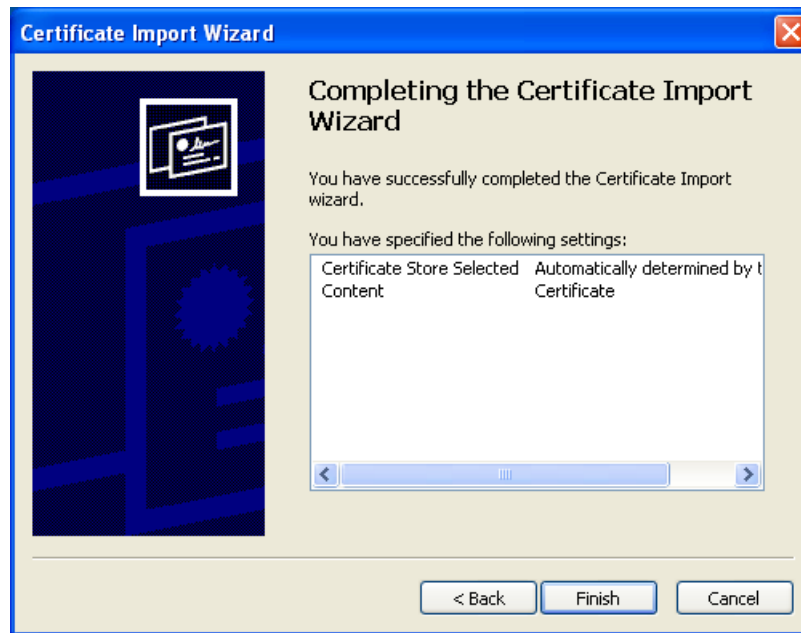 Certificate Import Wizard
Completing the Certificate Import
Wizard
You have successfully completed the Certificate Import
wizard.
You have specified the following settings:
Certificate Store Selected Automatically determined by t
Content Certificate
< Back Finish Cancel